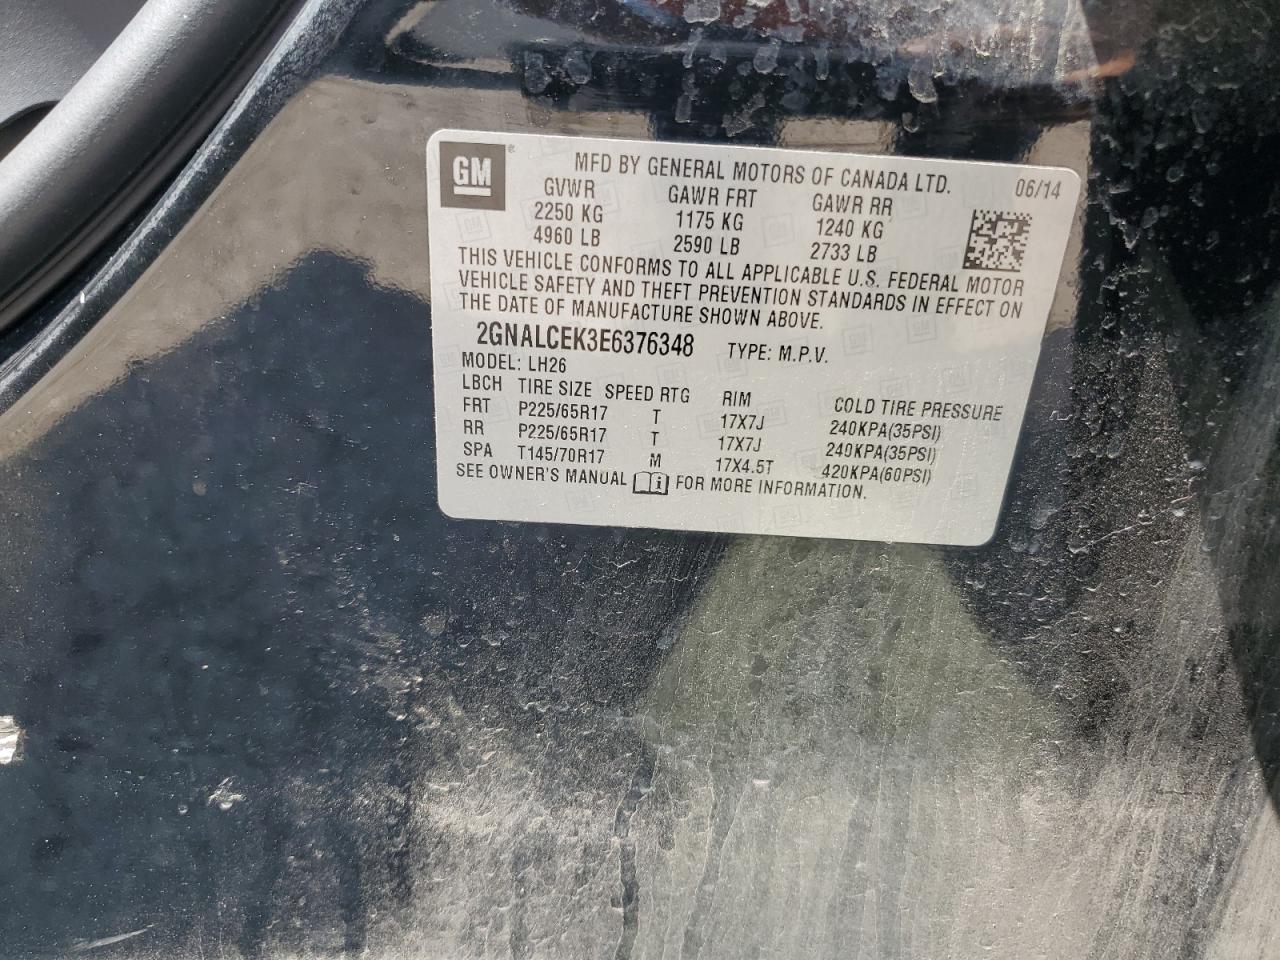 GM ® MFD BY GENERAL MOTORS OF CANADA LTD. 06/14
GVWR GAWR FRT GAWR RR
2250 KG 1175 KG 1240 KG
4960 LB 2590 LB 2733 LB
THIS VEHICLE CONFORMS TO ALL APPLICABLE U.S. FEDERAL MOTOR
VEHICLE SAFETY AND THEFT PREVENTION STANDARDS IN EFFECT ON
THE DATE OF MANUFACTURE SHOWN ABOVE.
2GNALCEK3E6376348 TYPE: M.P.V.
MODEL: LH26
LBCH TIRE SIZE SPEED RTG RIM COLD TIRE PRESSURE
FRT P225/65R17 T 17X7J 240KPA(35PSI)
RR P225/65R17 T 17X7J 240KPA(35PSI)
SPA T145/70R17 M 17X4.5T 420KPA(60PSI)
SEE OWNER'S MANUAL FOR MORE INFORMATION.